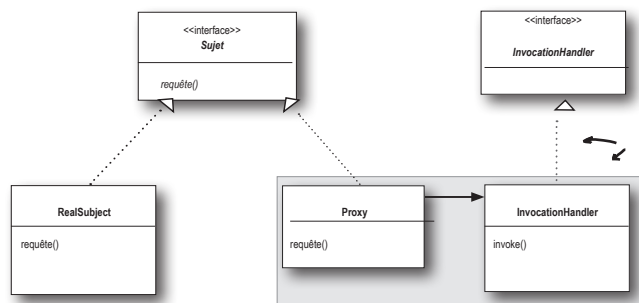 <<interface>>
Sujet
requête()
<<interface>>
InvocationHandler
RealSubject
requête()
Proxy
requête()
InvocationHandler
invoke()